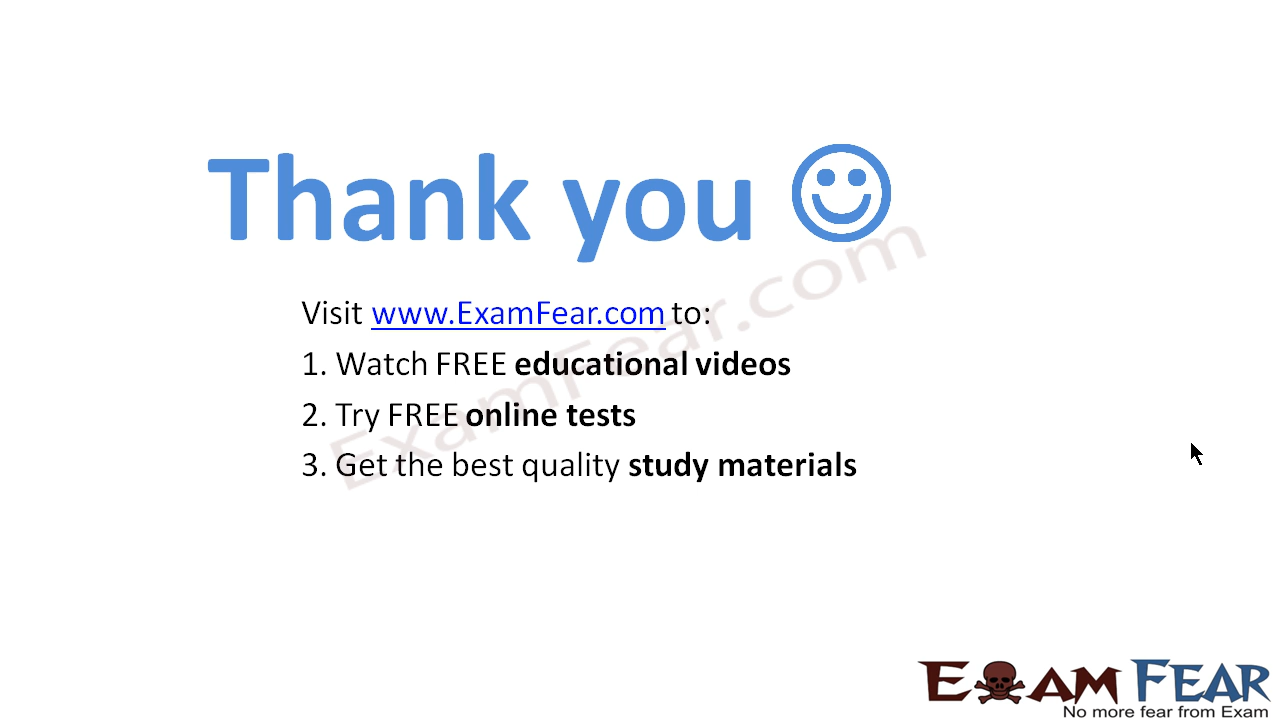 Thank you
Visit www.ExamFear.com to:
1. Watch FREE educational videos
2. Try FREE online tests
3. Get the best quality study materials
ExamFear.com
EXAM FEAR
No more fear from Exam